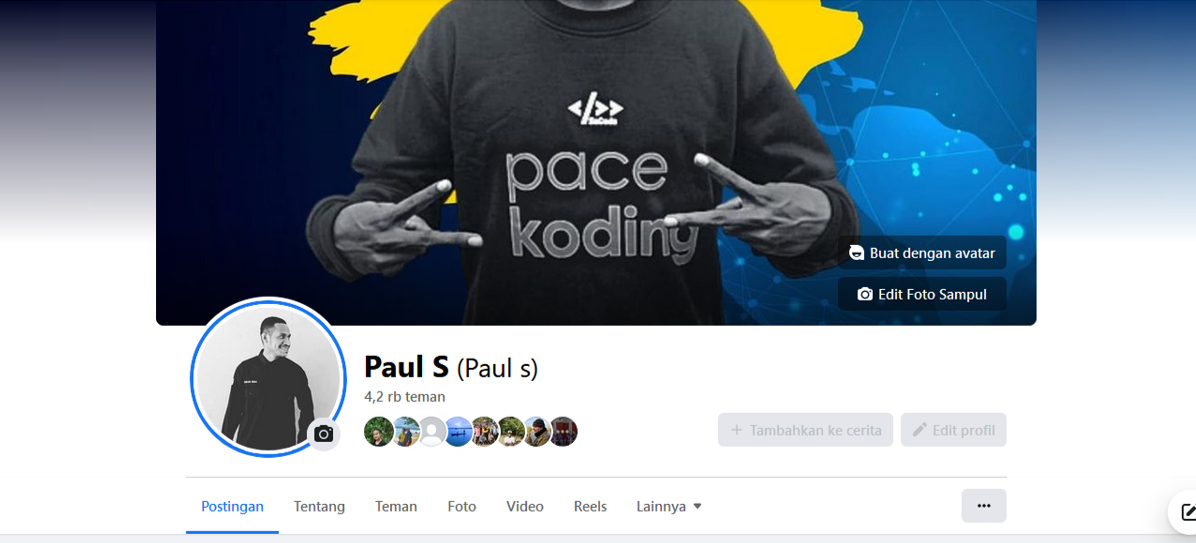 </>>
pace
koding
Buat dengan avatar
Edit Foto Sampul
Paul S (Paul s)
4,2 rb teman
+ Tambahkan ke cerita
Edit profil
Postingan
Tentang
Teman
Foto
Video
Reels
Lainnya